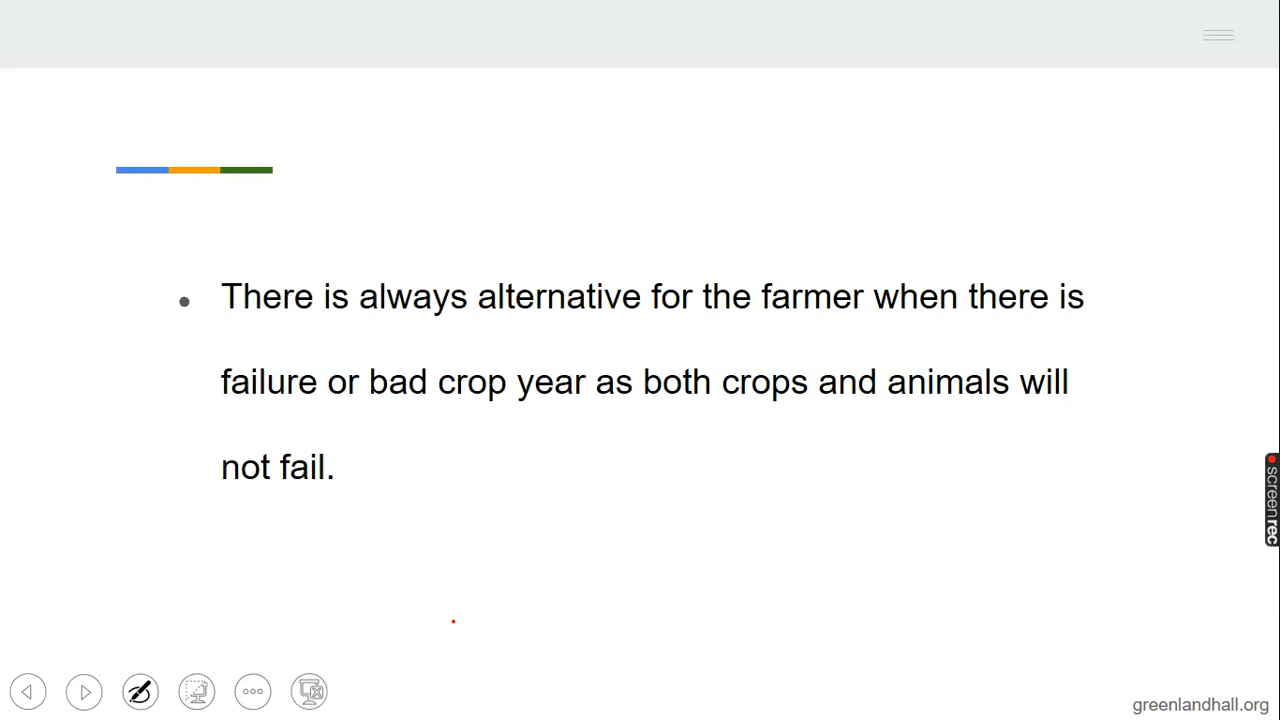 There is always alternative for the farmer when there is
failure or bad crop year as both crops and animals will
not fail.
screenrec
greenlandhall.org